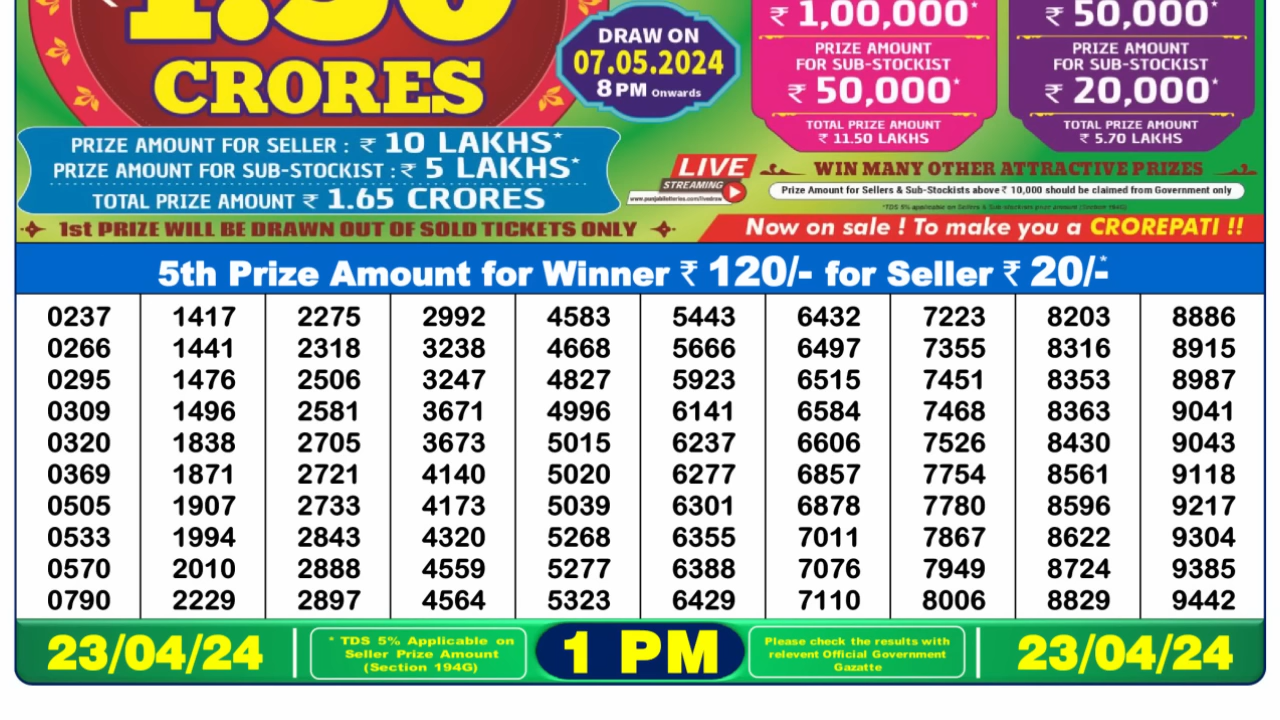 1.50
CRORES
DRAW ON
07.05.2024
8PM Onwards
₹ 1,00,000*
PRIZE AMOUNT
FOR SUB-STOCKIST
₹ 50,000*
TOTAL PRIZE AMOUNT
₹ 11.50 LAKHS
₹ 50,000*
PRIZE AMOUNT
FOR SUB-STOCKIST
₹ 20,000*
TOTAL PRIZE AMOUNT
₹ 5.70 LAKHS
PRIZE AMOUNT FOR SELLER : ₹ 10 LAKHS*
PRIZE AMOUNT FOR SUB-STOCKIST : ₹ 5 LAKHS*
TOTAL PRIZE AMOUNT ₹ 1.65 CRORES
LIVE
STREAMING
www.punjablotteries.com/livedraw
WIN MANY OTHER ATTRACTIVE PRIZES
Prize Amount for Sellers & Sub-Stockists above ₹ 10,000 should be claimed from Government only
1st PRIZE WILL BE DRAWN OUT OF SOLD TICKETS ONLY
Now on sale ! To make you a CROREPATI !!
5th Prize Amount for Winner ₹ 120/- for Seller ₹ 20/-*
0237 1417 2275 2992 4583 5443 6432 7223 8203 8886
0266 1441 2318 3238 4668 5666 6497 7355 8316 8915
0295 1476 2506 3247 4827 5923 6515 7451 8353 8987
0309 1496 2581 3671 4996 6141 6584 7468 8363 9041
0320 1838 2705 3673 5015 6237 6606 7526 8430 9043
0369 1871 2721 4140 5020 6277 6857 7754 8561 9118
0505 1907 2733 4173 5039 6301 6878 7780 8596 9217
0533 1994 2843 4320 5268 6355 7011 7867 8622 9304
0570 2010 2888 4559 5277 6388 7076 7949 8724 9385
0790 2229 2897 4564 5323 6429 7110 8006 8829 9442
23/04/24
* TDS 5% Applicable on
Seller Prize Amount
(Section 194G)
1 PM
Please check the results with
relevent Official Government
Gazatte
23/04/24